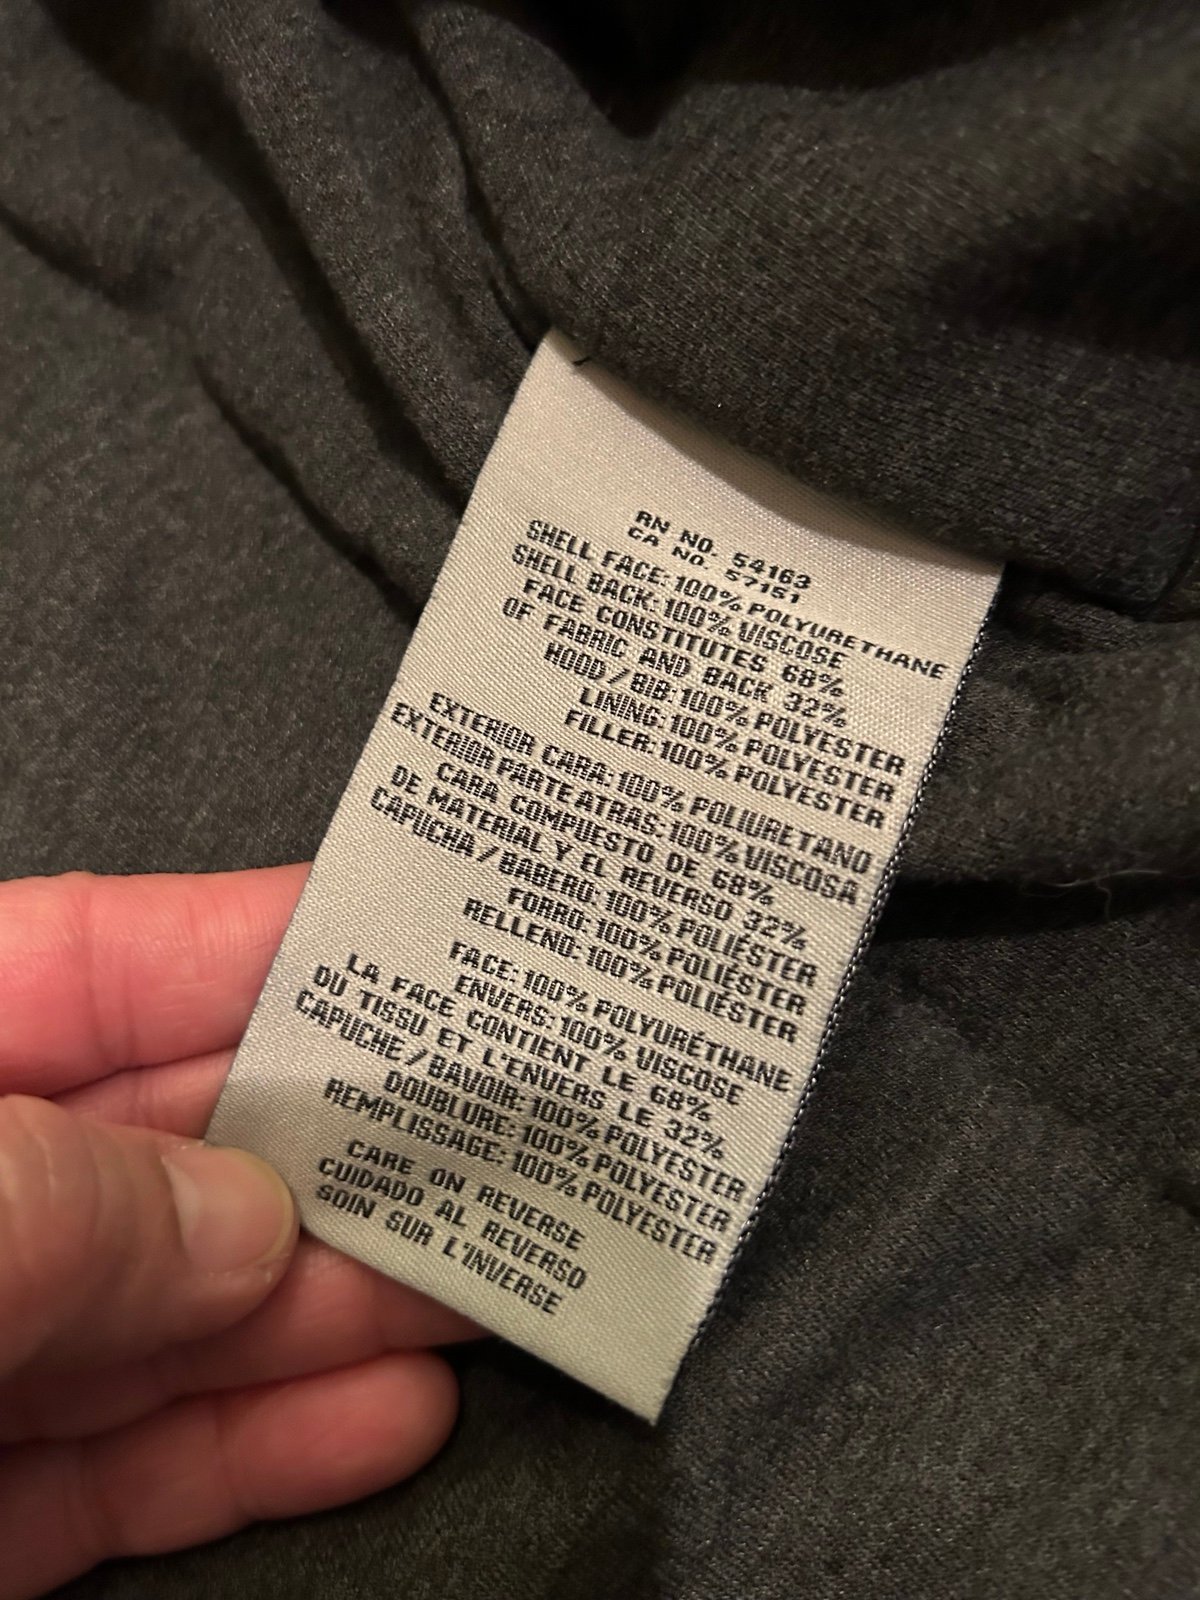 RN NO. 54163
CA NO. 57151
SHELL FACE:100% POLYURETHANE
SHELL BACK:100% VISCOSE
FACE CONSTITUTES 68%
OF FABRIC AND BACK 32%
HOOD/BIB:100% POLYESTER
LINING:100% POLYESTER
FILLER:100% POLYESTER
EXTERIOR CARA:100% POLIURETANO
EXTERIOR PARTE ATRAS:100% VISCOSA
CARA COMPUESTO DE 68%
DE MATERIAL Y EL REVERSO 32%
CAPUCHA/BABERO:100% POLIÉSTER
FORRO:100% POLIÉSTER
RELLENO:100% POLIÉSTER
FACE:100% POLYURÉTHANE
ENVERS:100% VISCOSE
LA FACE CONTIENT LE 68%
DU TISSU ET L'ENVERS LE 32%
CAPUCHE/BAVOIR:100% POLYESTER
DOUBLURE:100% POLYESTER
REMPLISSAGE:100% POLYESTER
CARE ON REVERSE
CUIDADO AL REVERSO
SOIN SUR L'INVERSE